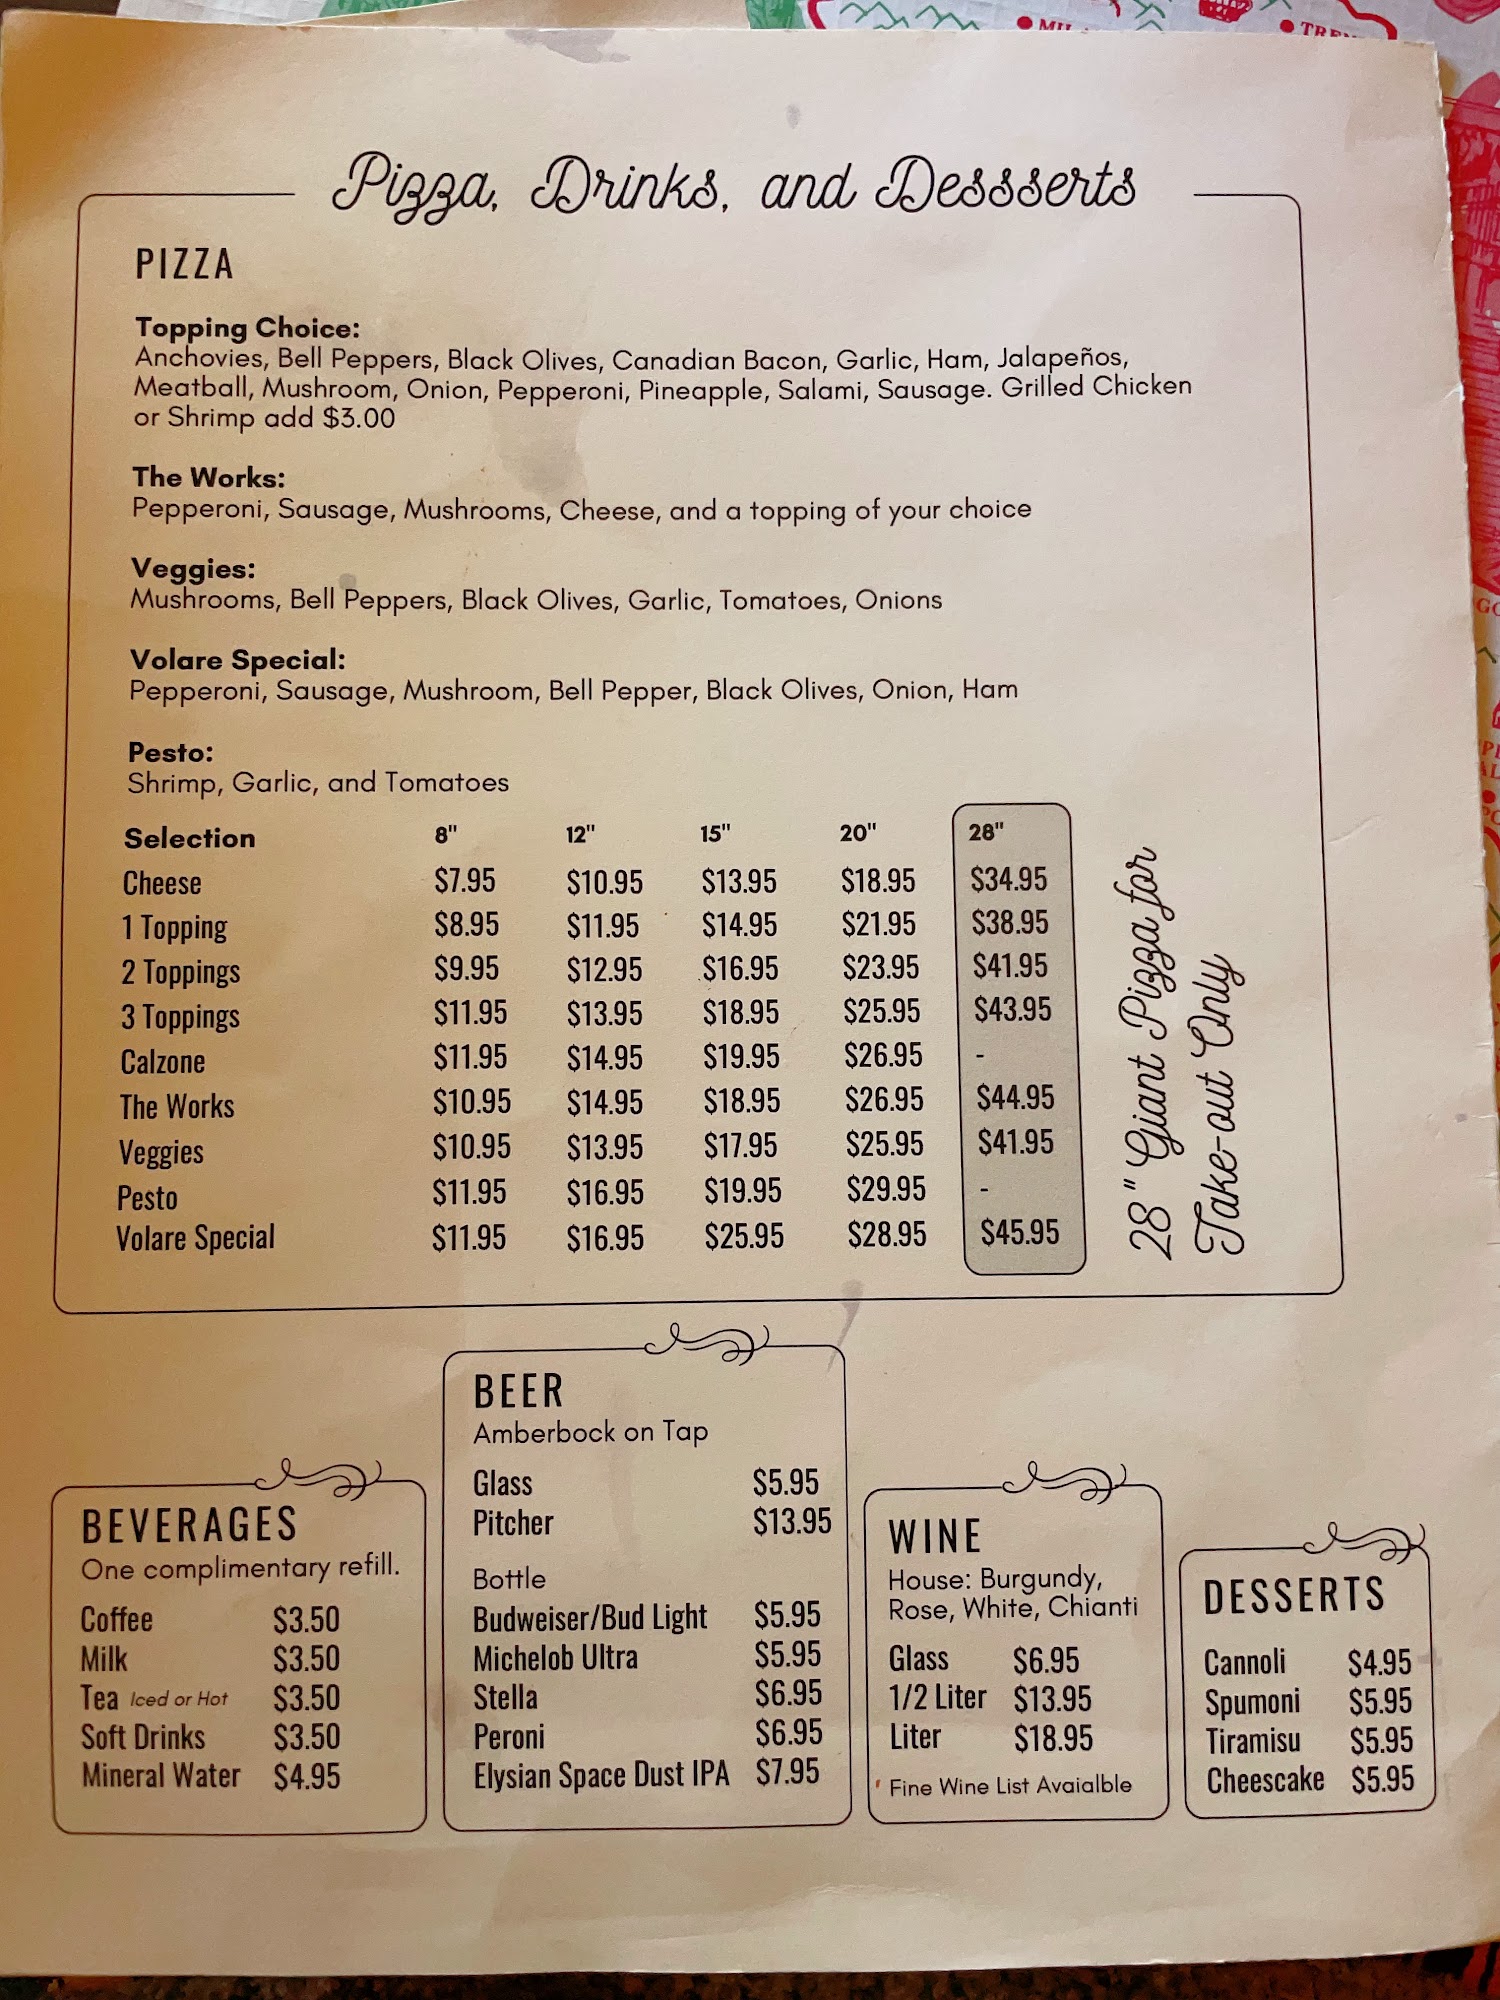 Pizza, Drinks, and Dessserts
PIZZA
Topping Choice:
Anchovies, Bell Peppers, Black Olives, Canadian Bacon, Garlic, Ham, Jalapeños,
Meatball, Mushroom, Onion, Pepperoni, Pineapple, Salami, Sausage. Grilled Chicken
or Shrimp add $3.00
The Works:
Pepperoni, Sausage, Mushrooms, Cheese, and a topping of your choice
Veggies:
Mushrooms, Bell Peppers, Black Olives, Garlic, Tomatoes, Onions
Volare Special:
Pepperoni, Sausage, Mushroom, Bell Pepper, Black Olives, Onion, Ham
Pesto:
Shrimp, Garlic, and Tomatoes
Selection 8" 12" 15" 20" 28"
Cheese $7.95 $10.95 $13.95 $18.95 $34.95
1 Topping $8.95 $11.95 $14.95 $21.95 $38.95
2 Toppings $9.95 $12.95 $16.95 $23.95 $41.95
3 Toppings $11.95 $13.95 $18.95 $25.95 $43.95
Calzone $11.95 $14.95 $19.95 $26.95 -
The Works $10.95 $14.95 $18.95 $26.95 $44.95
Veggies $10.95 $13.95 $17.95 $25.95 $41.95
Pesto $11.95 $16.95 $19.95 $29.95 -
Volare Special $11.95 $16.95 $25.95 $28.95 $45.95
28" Giant Pizza for
Take-out Only
BEVERAGES
One complimentary refill.
Coffee $3.50
Milk $3.50
Tea Iced or Hot $3.50
Soft Drinks $3.50
Mineral Water $4.95
BEER
Amberbock on Tap
Glass $5.95
Pitcher $13.95
Bottle
Budweiser/Bud Light $5.95
Michelob Ultra $5.95
Stella $6.95
Peroni $6.95
Elysian Space Dust IPA $7.95
WINE
House: Burgundy,
Rose, White, Chianti
Glass $6.95
1/2 Liter $13.95
Liter $18.95
Fine Wine List Avaialble
DESSERTS
Cannoli $4.95
Spumoni $5.95
Tiramisu $5.95
Cheescake $5.95